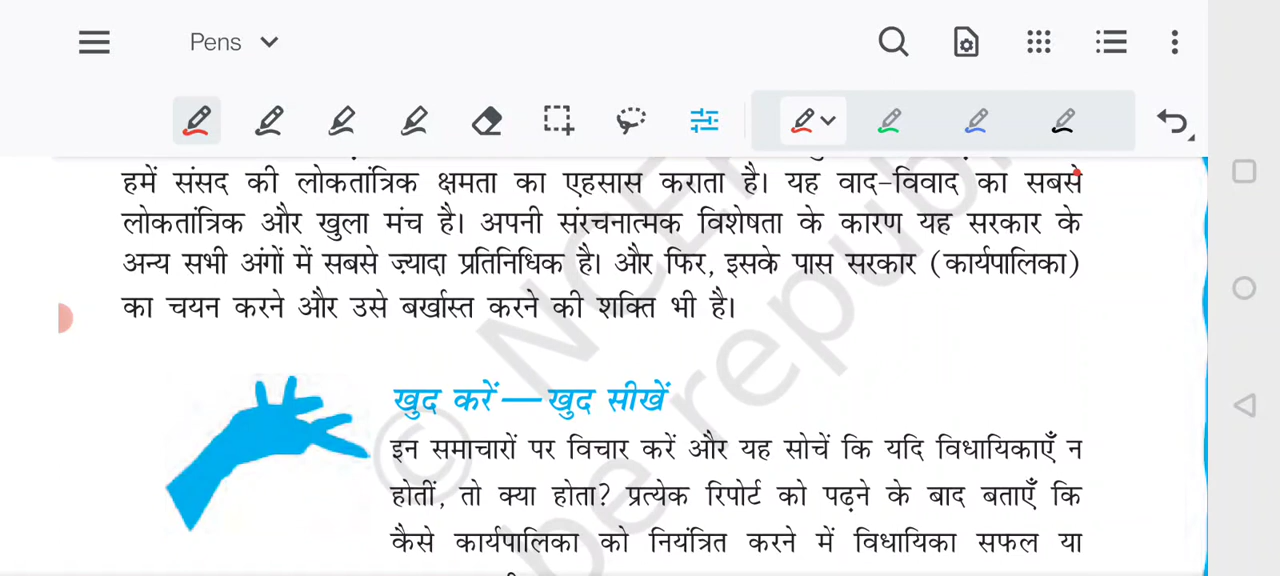 Pens
हमें संसद की लोकतांत्रिक क्षमता का एहसास कराता है। यह वाद-विवाद का सबसे
लोकतांत्रिक और खुला मंच है। अपनी संरचनात्मक विशेषता के कारण यह सरकार के
अन्य सभी अंगों में सबसे ज़्यादा प्रतिनिधिक है। और फिर, इसके पास सरकार (कार्यपालिका)
का चयन करने और उसे बर्खास्त करने की शक्ति भी है।
खुद करें — खुद सीखें
इन समाचारों पर विचार करें और यह सोचें कि यदि विधायिकाएँ न
होतीं, तो क्या होता? प्रत्येक रिपोर्ट को पढ़ने के बाद बताएँ कि
कैसे कार्यपालिका को नियंत्रित करने में विधायिका सफल या